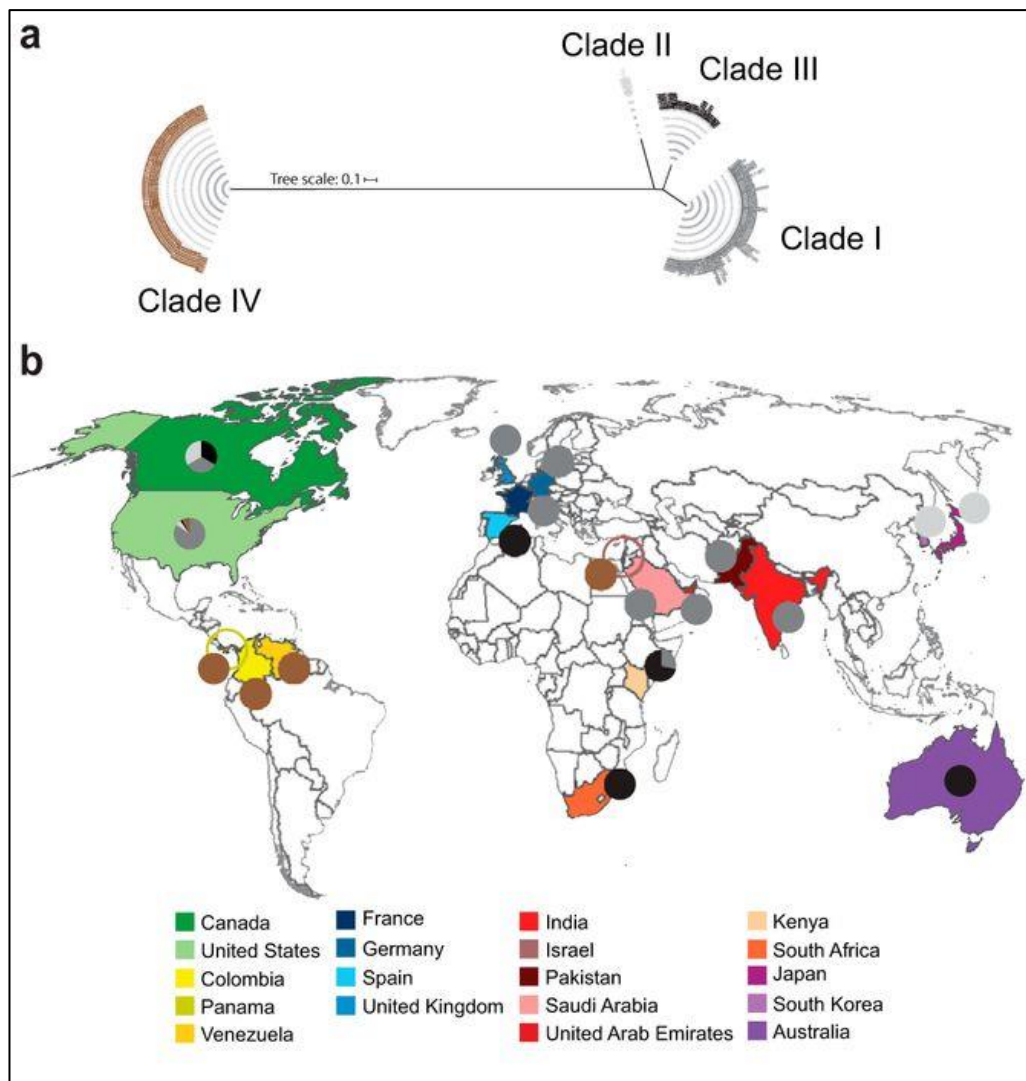 a
Clade II
Clade III
Tree scale: 0.1
Clade I
Clade IV
b
Canada
United States
Colombia
Panama
Venezuela
France
Germany
Spain
United Kingdom
India
Israel
Pakistan
Saudi Arabia
United Arab Emirates
Kenya
South Africa
Japan
South Korea
Australia